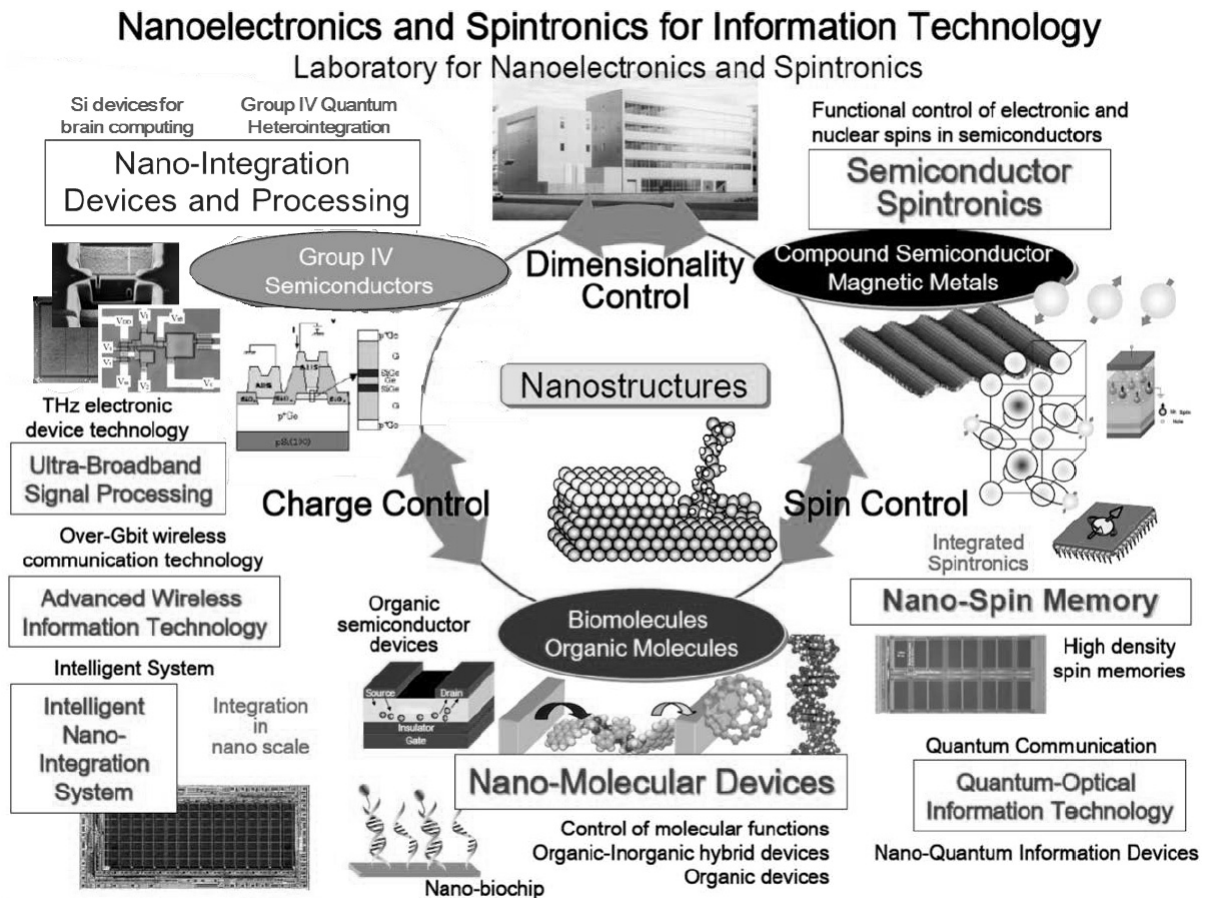 Nanoelectronics and Spintronics for Information Technology
Laboratory for Nanoelectronics and Spintronics
Si devices for
brain computing
Group IV Quantum
Heterointegration
Nano-Integration
Devices and Processing
Functional control of electronic and
nuclear spins in semiconductors
Semiconductor
Spintronics
Group IV
Semiconductors
Dimensionality
Control
Compound Semiconductor
Magnetic Metals
Nanostructures
THz electronic
device technology
Ultra-Broadband
Signal Processing
Charge Control
Spin Control
Over-Gbit wireless
communication technology
Advanced Wireless
Information Technology
Integrated
Spintronics
Nano-Spin Memory
High density
spin memories
Biomolecules
Organic Molecules
Organic
semiconductor
devices
Source
Drain
Insulator
Gate
Intelligent System
Intelligent
Nano-
Integration
System
Integration
in
nano scale
Nano-Molecular Devices
Control of molecular functions
Organic-Inorganic hybrid devices
Organic devices
Nano-biochip
Quantum Communication
Quantum-Optical
Information Technology
Nano-Quantum Information Devices